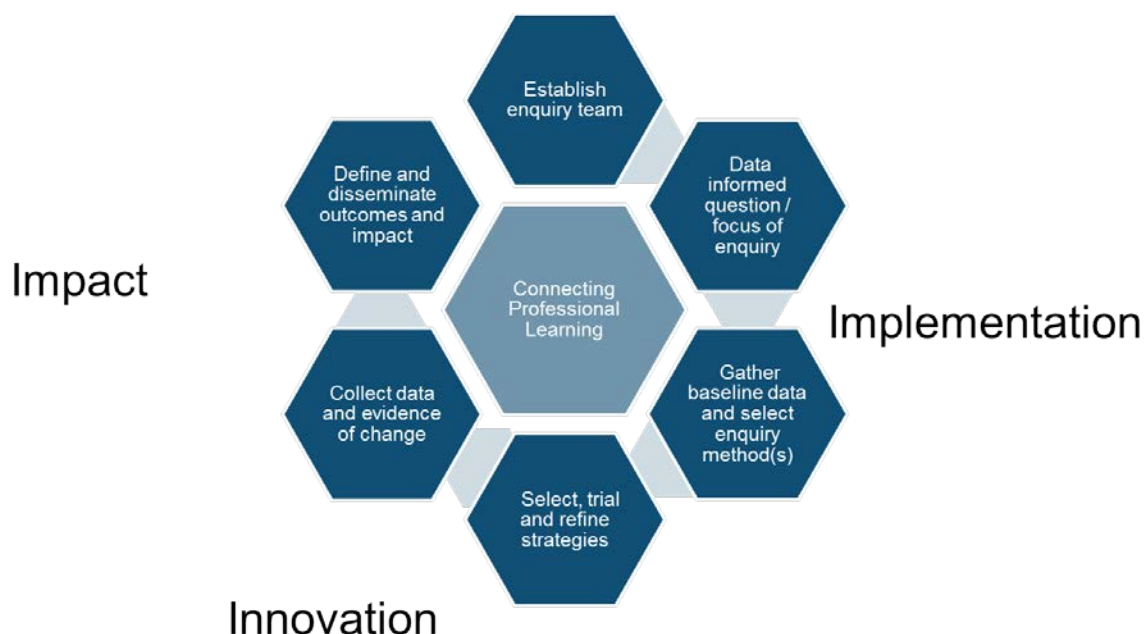 Establish
enquiry team
Data
informed
question /
focus of
enquiry
Implementation
Gather
baseline data
and select
enquiry
method(s)
Select, trial
and refine
strategies
Innovation
Collect data
and evidence
of change
Impact
Define and
disseminate
outcomes and
impact
Connecting
Professional
Learning